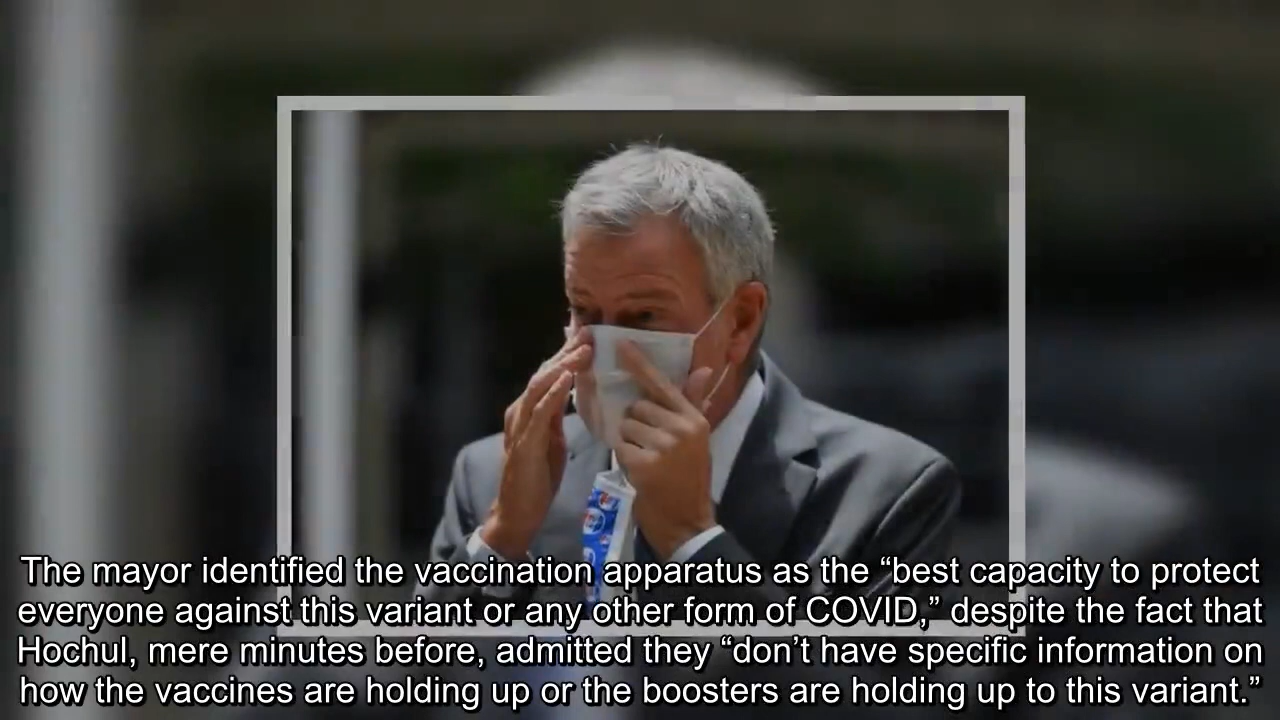 The mayor identified the vaccination apparatus as the “best capacity to protect
everyone against this variant or any other form of COVID,” despite the fact that
Hochul, mere minutes before, admitted they “don’t have specific information on
how the vaccines are holding up or the boosters are holding up to this variant.”